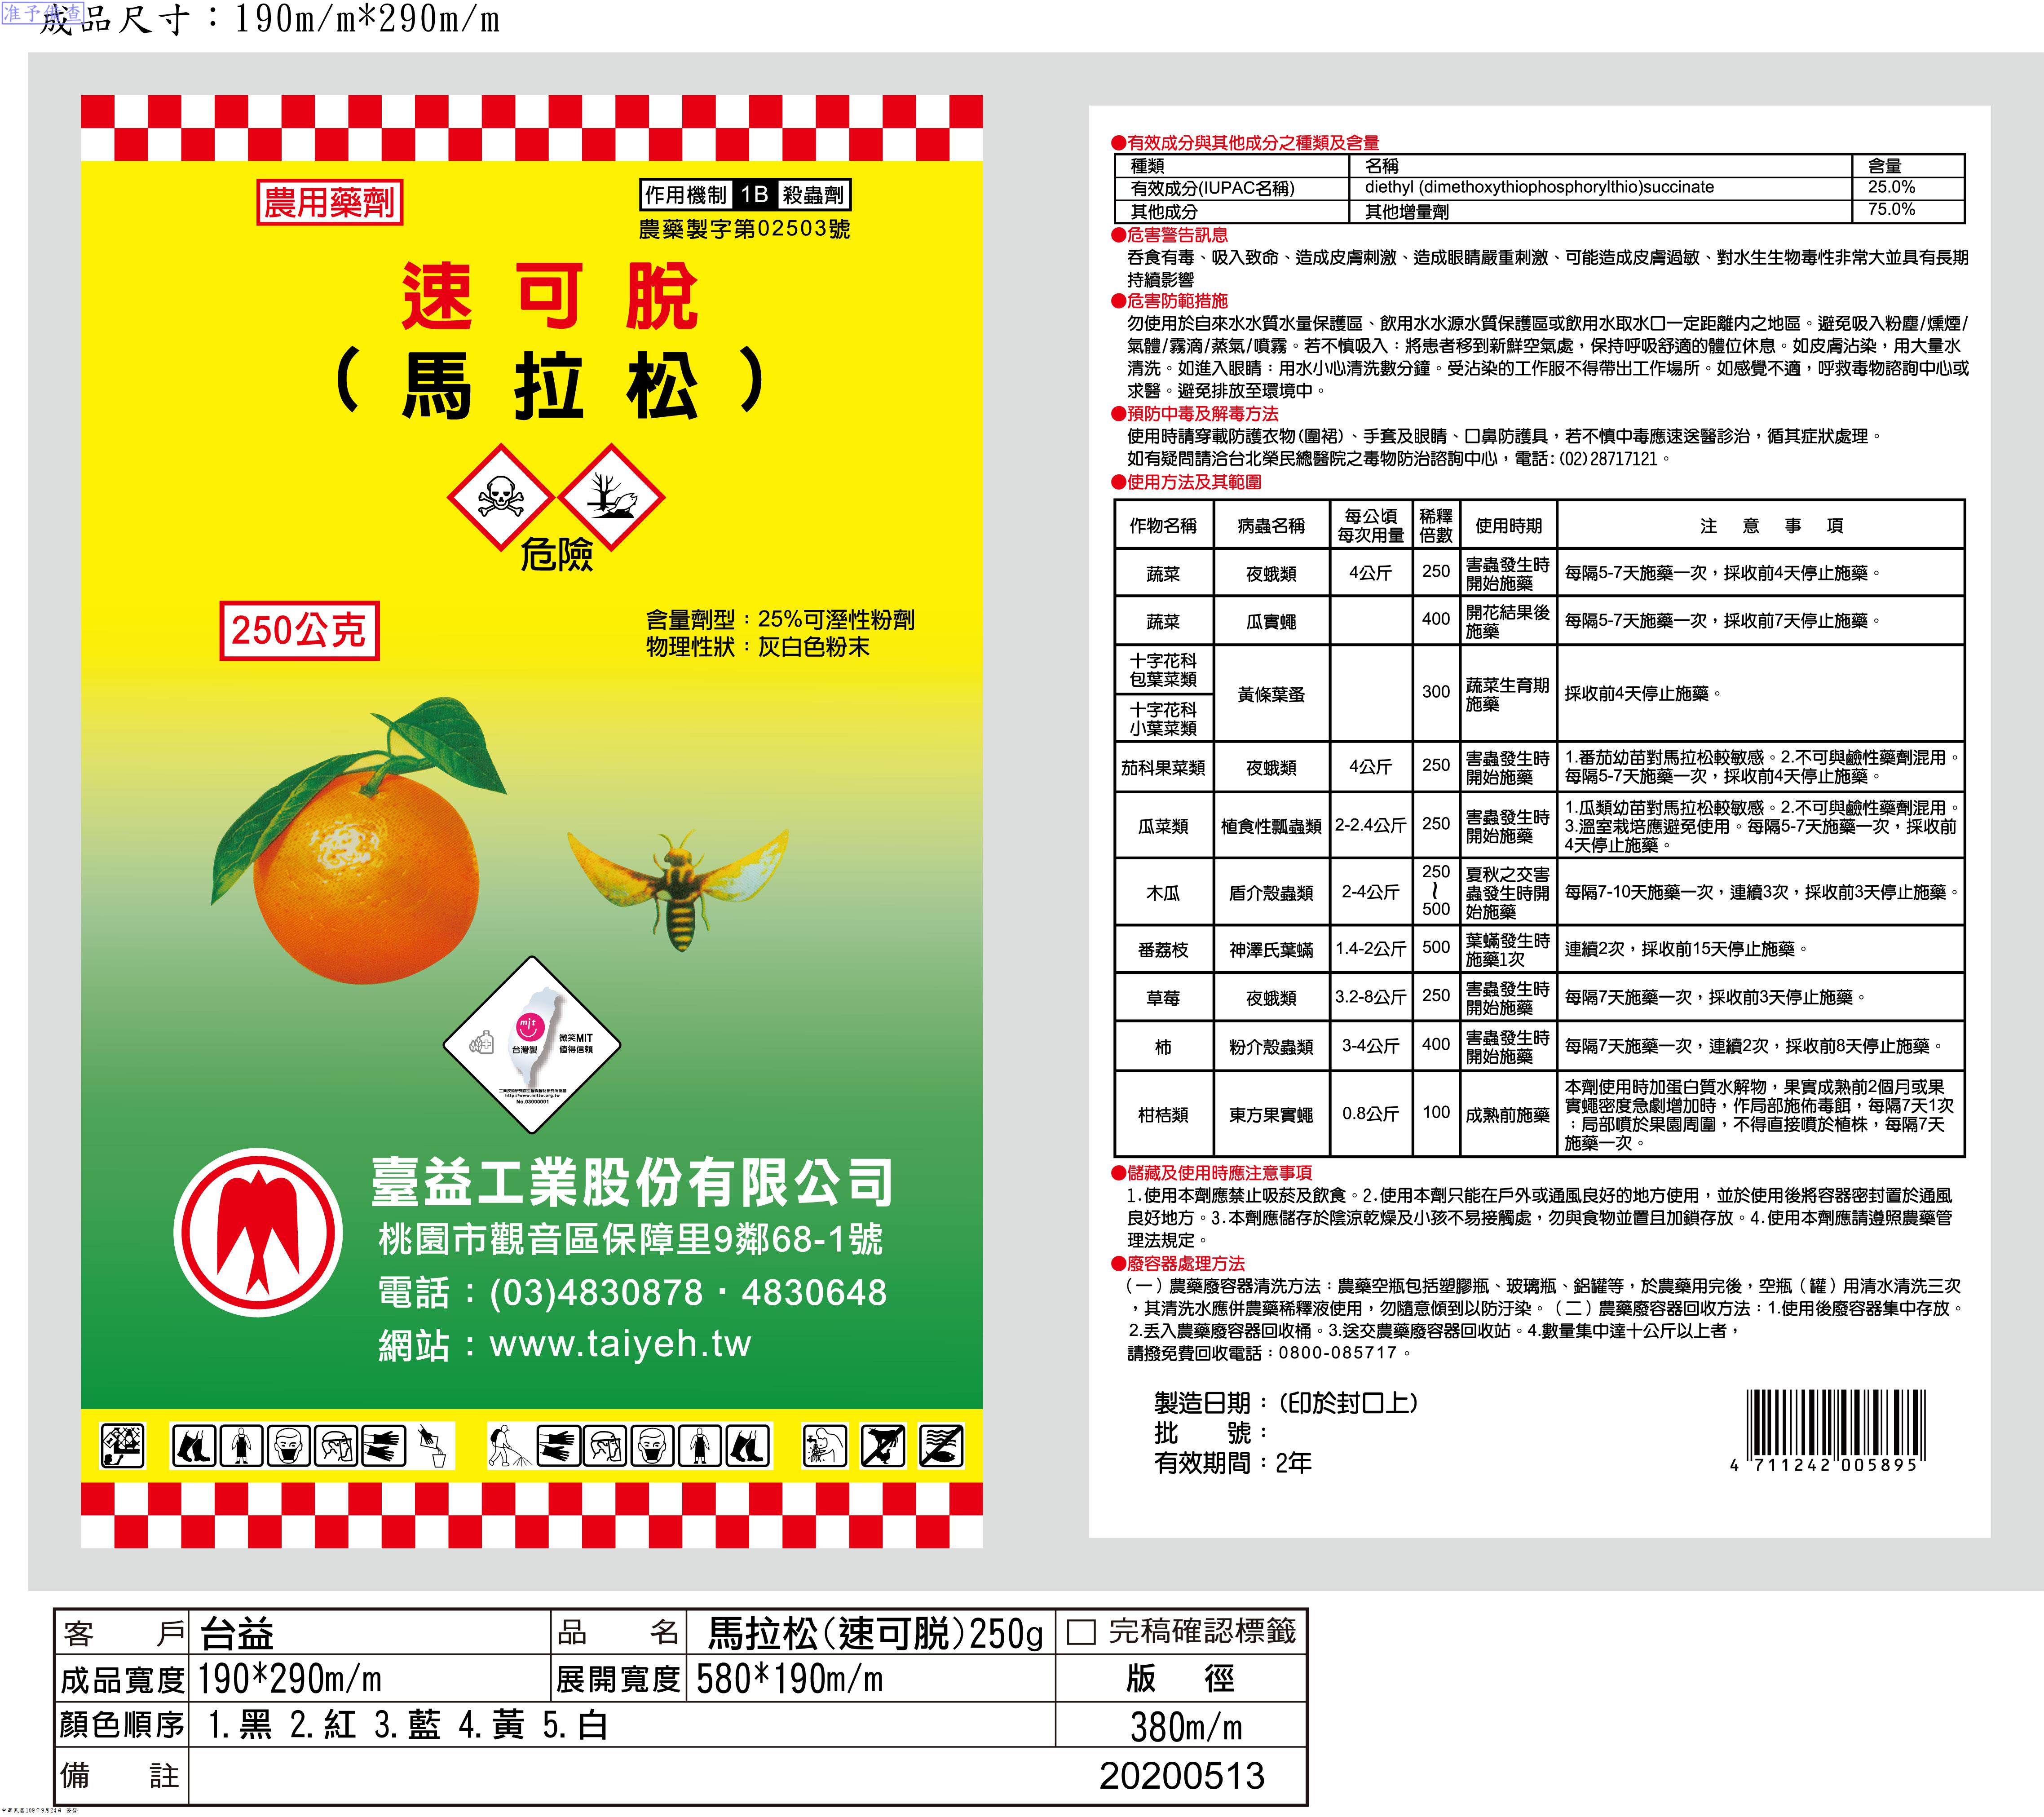 准予備查
成品尺寸：190m/m*290m/m
農用藥劑
作用機制 1B 殺蟲劑
農藥製字第02503號
速可脫
（馬拉松）
危險
250公克
含量劑型：25%可溼性粉劑
物理性狀：灰白色粉末
mit
台灣製
微笑MIT
值得信賴
http://www.mittw.org.tw
No.03000001
臺益工業股份有限公司
桃園市觀音區保障里9鄰68-1號
電話：(03)4830878・4830648
網站：www.taiyeh.tw
●有效成分與其他成分之種類及含量
種類 名稱 含量
有效成分(IUPAC名稱) diethyl (dimethoxythiophosphorylthio)succinate 25.0%
其他成分 其他增量劑 75.0%
●危害警告訊息
吞食有毒、吸入致命、造成皮膚刺激、造成眼睛嚴重刺激、可能造成皮膚過敏、對水生生物毒性非常大並具有長期
持續影響
●危害防範措施
勿使用於自來水水質水量保護區、飲用水水源水質保護區或飲用水取水口一定距離內之地區。避免吸入粉塵/燻煙/
氣體/霧滴/蒸氣/噴霧。若不慎吸入：將患者移到新鮮空氣處，保持呼吸舒適的體位休息。如皮膚沾染，用大量水
清洗。如進入眼睛：用水小心清洗數分鐘。受沾染的工作服不得帶出工作場所。如感覺不適，呼救毒物諮詢中心或
求醫。避免排放至環境中。
●預防中毒及解毒方法
使用時請穿載防護衣物(圍裙)、手套及眼睛、口鼻防護具，若不慎中毒應速送醫診治，循其症狀處理。
如有疑問請洽台北榮民總醫院之毒物防治諮詢中心，電話:(02)28717121。
●使用方法及其範圍
作物名稱 病蟲名稱 每公頃每次用量 稀釋倍數 使用時期 注意事項
蔬菜 夜蛾類 4公斤 250 害蟲發生時開始施藥 每隔5-7天施藥一次，採收前4天停止施藥。
蔬菜 瓜實蠅 400 開花結果後施藥 每隔5-7天施藥一次，採收前7天停止施藥。
十字花科包葉菜類
十字花科小葉菜類
黃條葉蚤 300 蔬菜生育期施藥 採收前4天停止施藥。
茄科果菜類 夜蛾類 4公斤 250 害蟲發生時開始施藥 1.番茄幼苗對馬拉松較敏感。2.不可與鹼性藥劑混用。
每隔5-7天施藥一次，採收前4天停止施藥。
瓜菜類 植食性瓢蟲類 2-2.4公斤 250 害蟲發生時開始施藥 1.瓜類幼苗對馬拉松較敏感。2.不可與鹼性藥劑混用。
3.溫室栽培應避免使用。每隔5-7天施藥一次，採收前
4天停止施藥。
木瓜 盾介殼蟲類 2-4公斤 250~500 夏秋之交害蟲發生時開始施藥 每隔7-10天施藥一次，連續3次，採收前3天停止施藥。
番荔枝 神澤氏葉蟎 1.4-2公斤 500 葉蟎發生時施藥1次 連續2次，採收前15天停止施藥。
草莓 夜蛾類 3.2-8公斤 250 害蟲發生時開始施藥 每隔7天施藥一次，採收前3天停止施藥。
柿 粉介殼蟲類 3-4公斤 400 害蟲發生時開始施藥 每隔7天施藥一次，連續2次，採收前8天停止施藥。
柑桔類 東方果實蠅 0.8公斤 100 成熟前施藥 本劑使用時加蛋白質水解物，果實成熟前2個月或果
實蠅密度急劇增加時，作局部施佈毒餌，每隔7天1次
；局部噴於果園周圍，不得直接噴於植株，每隔7天
施藥一次。
●儲藏及使用時應注意事項
1.使用本劑應禁止吸菸及飲食。2.使用本劑只能在戶外或通風良好的地方使用，並於使用後將容器密封置於通風
良好地方。3.本劑應儲存於陰涼乾燥及小孩不易接觸處，勿與食物並置且加鎖存放。4.使用本劑應請遵照農藥管
理法規定。
●廢容器處理方法
（一）農藥廢容器清洗方法：農藥空瓶包括塑膠瓶、玻璃瓶、鋁罐等，於農藥用完後，空瓶（罐）用清水清洗三次
，其清洗水應併農藥稀釋液使用，勿隨意傾到以防汙染。（二）農藥廢容器回收方法：1.使用後廢容器集中存放。
2.丟入農藥廢容器回收桶。3.送交農藥廢容器回收站。4.數量集中達十公斤以上者，
請撥免費回收電話：0800-085717。
製造日期：(印於封口上)
批號：
有效期間：2年
4 711242 005895
客戶 台益 品名 馬拉松(速可脫)250g □ 完稿確認標籤
成品寬度 190*290m/m 展開寬度 580*190m/m 版徑
顏色順序 1.黑 2.紅 3.藍 4.黃 5.白 380m/m
備註 20200513
中華民國109年9月24日